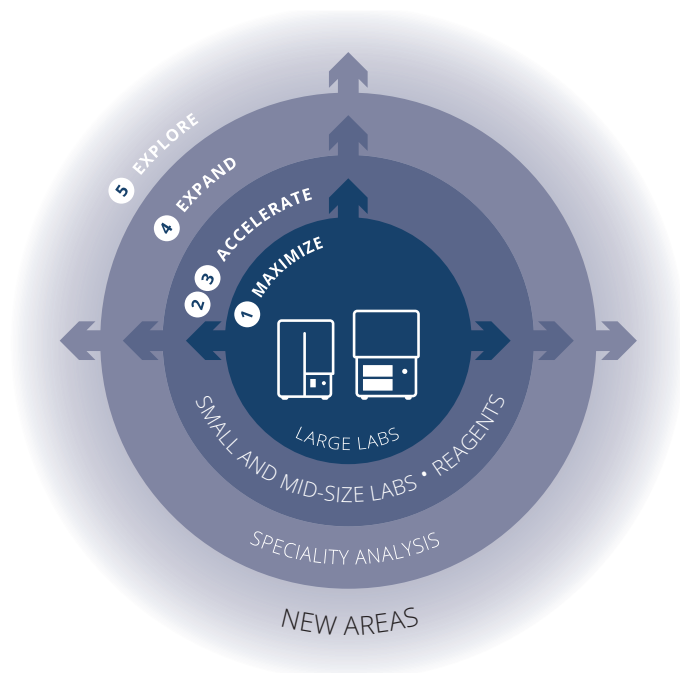 5 EXPLORE
4 EXPAND
2 3 ACCELERATE
1 MAXIMIZE
LARGE LABS
SMALL AND MID-SIZE LABS • REAGENTS
SPECIALITY ANALYSIS
NEW AREAS